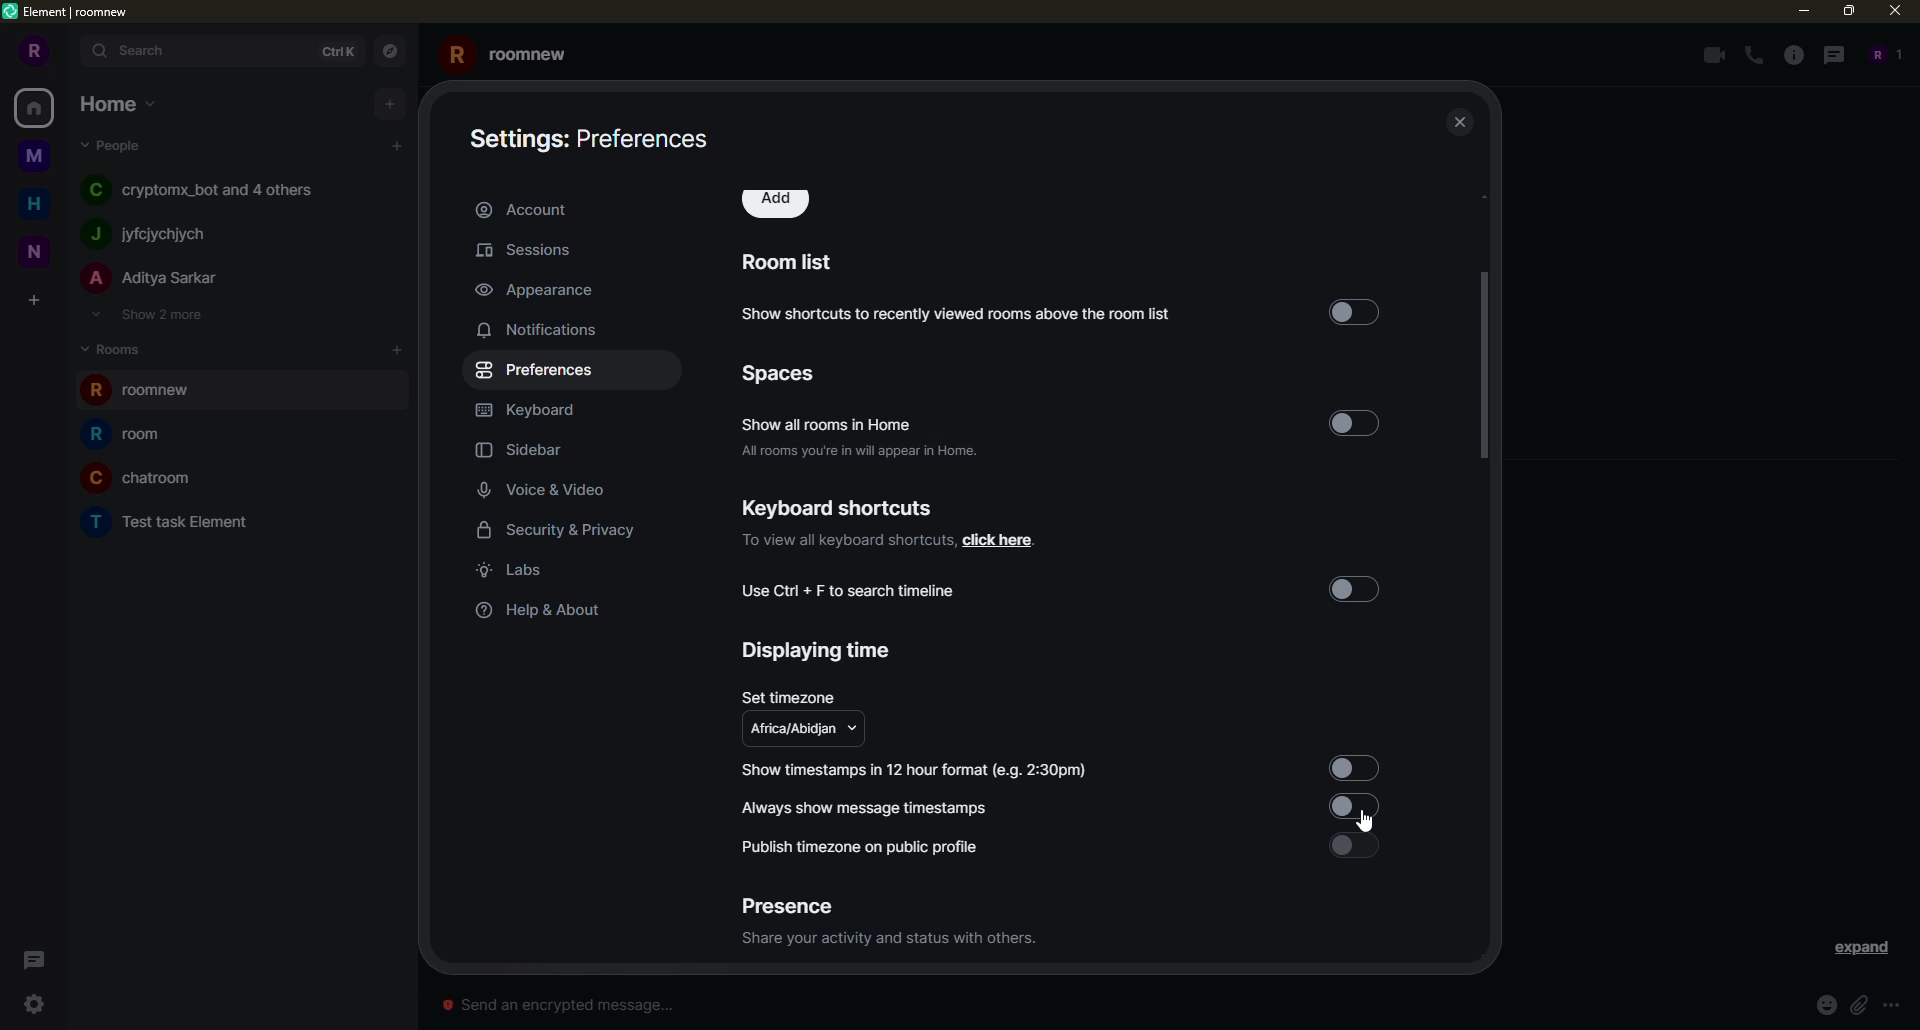 Element | roomnew
R
Search
Ctrl K
R
roomnew
R 1
Home
M
H
N
People
C cryptomx_bot and 4 others
J jyfcjychjych
A Aditya Sarkar
Show 2 more
Rooms
R roomnew
R room
C chatroom
T Test task Element
Settings: Preferences
Account
Sessions
Appearance
Notifications
Preferences
Keyboard
Sidebar
Voice & Video
Security & Privacy
Labs
Help & About
Add
Room list
Show shortcuts to recently viewed rooms above the room list
Spaces
Show all rooms in Home
All rooms you're in will appear in Home.
Keyboard shortcuts
To view all keyboard shortcuts, click here.
Use Ctrl + F to search timeline
Displaying time
Set timezone
Africa/Abidjan
Show timestamps in 12 hour format (e.g. 2:30pm)
Always show message timestamps
Publish timezone on public profile
Presence
Share your activity and status with others.
expand
Send an encrypted message...